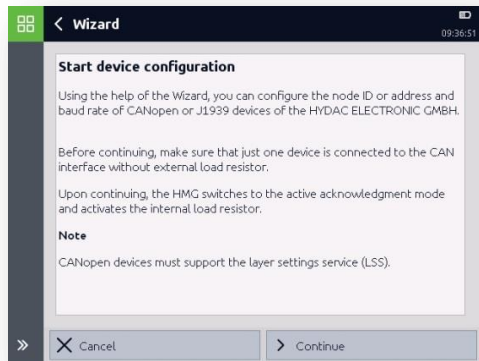 Wizard
09:36:51
Start device configuration
Using the help of the Wizard, you can configure the node ID or address and
baud rate of CANopen or J1939 devices of the HYDAC ELECTRONIC GMBH.
Before continuing, make sure that just one device is connected to the CAN
interface without external load resistor.
Upon continuing, the HMG switches to the active acknowledgment mode
and activates the internal load resistor.
Note
CANopen devices must support the layer settings service (LSS).
Cancel
Continue